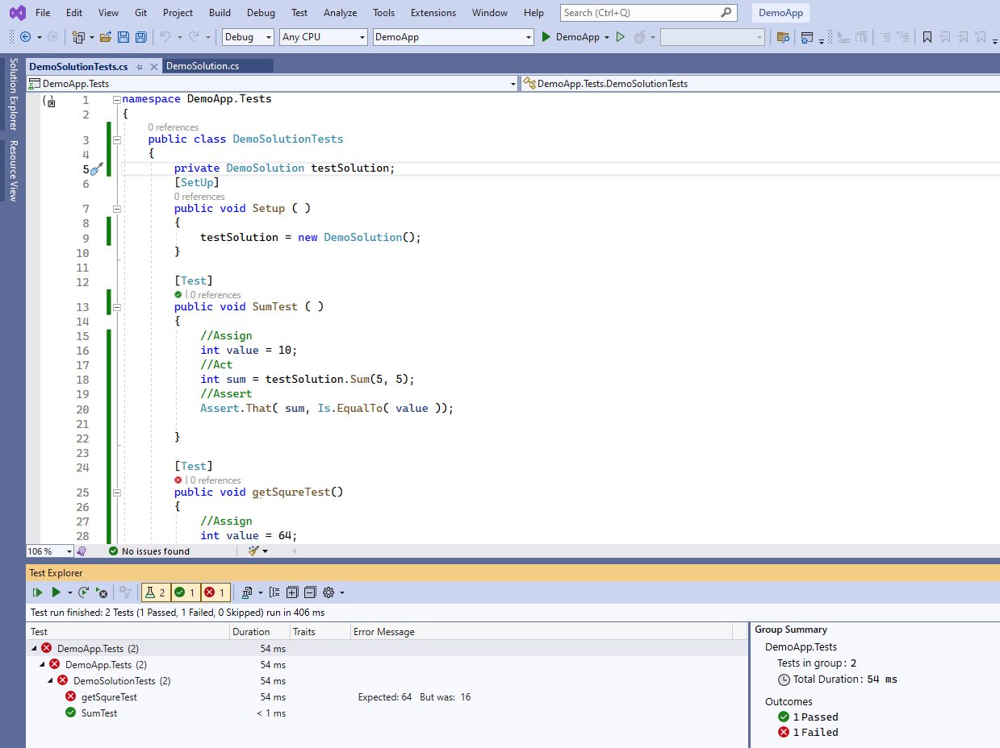 File Edit View Git Project Build Debug Test Analyze Tools Extensions Window Help Search (Ctrl+Q) DemoApp
Debug Any CPU DemoApp DemoApp
Solution Explorer
Resource View
DemoSolutionTests.cs DemoSolution.cs
DemoApp.Tests DemoApp.Tests.DemoSolutionTests
1 namespace DemoApp.Tests
2 {
0 references
3 public class DemoSolutionTests
4 {
5 private DemoSolution testSolution;
6 [SetUp]
0 references
7 public void Setup ( )
8 {
9 testSolution = new DemoSolution();
10 }
11
12 [Test]
| 0 references
13 public void SumTest ( )
14 {
15 //Assign
16 int value = 10;
17 //Act
18 int sum = testSolution.Sum(5, 5);
19 //Assert
20 Assert.That( sum, Is.EqualTo( value ));
21
22 }
23
24 [Test]
| 0 references
25 public void getSqureTest()
26 {
27 //Assign
28 int value = 64;
106 % No issues found
Test Explorer
2 1 1
Test run finished: 2 Tests (1 Passed, 1 Failed, 0 Skipped) run in 406 ms
Test Duration Traits Error Message
DemoApp.Tests (2) 54 ms
DemoApp.Tests (2) 54 ms
DemoSolutionTests (2) 54 ms
getSqureTest 54 ms Expected: 64 But was: 16
SumTest < 1 ms
Group Summary
DemoApp.Tests
Tests in group: 2
Total Duration: 54 ms
Outcomes
1 Passed
1 Failed